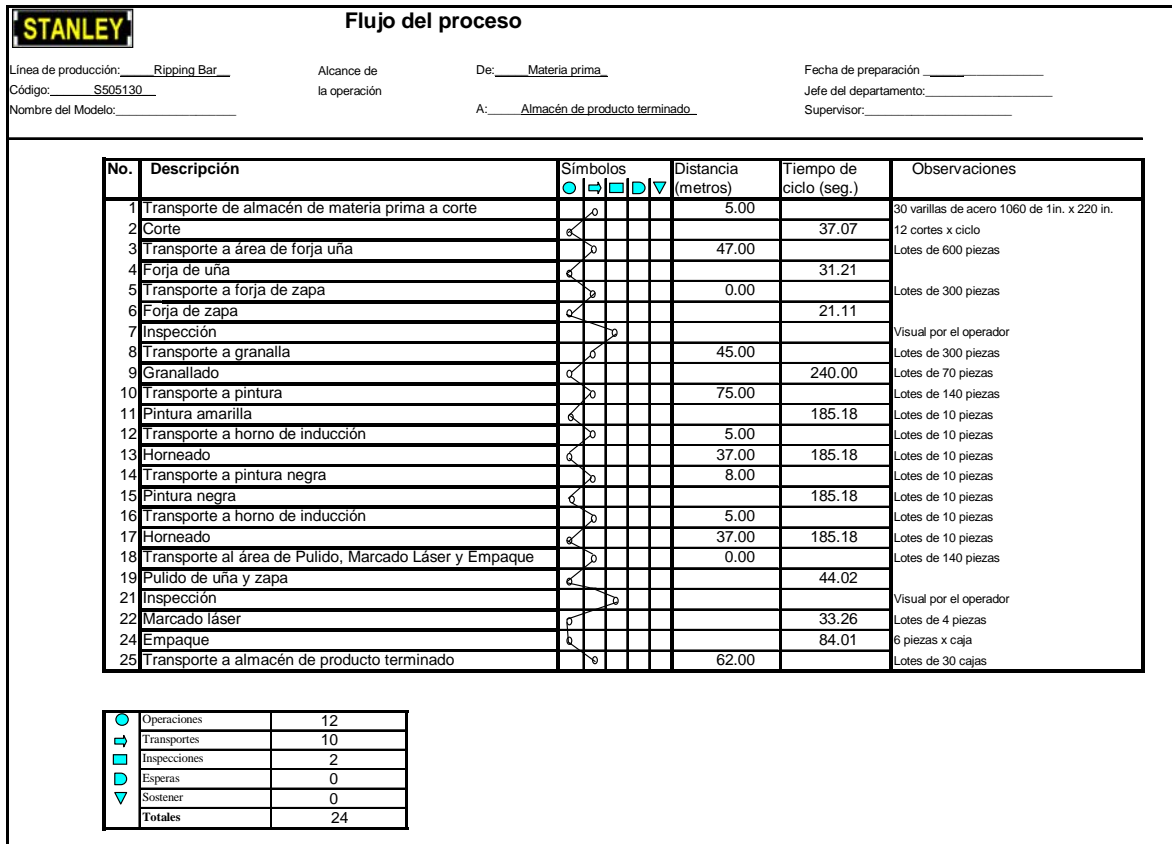 STANLEY
Flujo del proceso
Línea de producción:_____Ripping Bar__ Alcance de De:_____Materia prima_ Fecha de preparación __________________
Código:______S505130__ la operación Jefe del departamento:___________________
Nombre del Modelo:__________________ A:_____Almacén de producto terminado_ Supervisor:______________________
No. Descripción Símbolos Distancia Tiempo de Observaciones
(metros) ciclo (seg.)
1 Transporte de almacén de materia prima a corte 5.00 30 varillas de acero 1060 de 1in. x 220 in.
2 Corte 37.07 12 cortes x ciclo
3 Transporte a área de forja uña 47.00 Lotes de 600 piezas
4 Forja de uña 31.21
5 Transporte a forja de zapa 0.00 Lotes de 300 piezas
6 Forja de zapa 21.11
7 Inspección Visual por el operador
8 Transporte a granalla 45.00 Lotes de 300 piezas
9 Granallado 240.00 Lotes de 70 piezas
10 Transporte a pintura 75.00 Lotes de 140 piezas
11 Pintura amarilla 185.18 Lotes de 10 piezas
12 Transporte a horno de inducción 5.00 Lotes de 10 piezas
13 Horneado 37.00 185.18 Lotes de 10 piezas
14 Transporte a pintura negra 8.00 Lotes de 10 piezas
15 Pintura negra 185.18 Lotes de 10 piezas
16 Transporte a horno de inducción 5.00 Lotes de 10 piezas
17 Horneado 37.00 185.18 Lotes de 10 piezas
18 Transporte al área de Pulido, Marcado Láser y Empaque 0.00 Lotes de 140 piezas
19 Pulido de uña y zapa 44.02
21 Inspección Visual por el operador
22 Marcado láser 33.26 Lotes de 4 piezas
24 Empaque 84.01 6 piezas x caja
25 Transporte a almacén de producto terminado 62.00 Lotes de 30 cajas
Operaciones 12
Transportes 10
Inspecciones 2
Esperas 0
Sostener 0
Totales 24